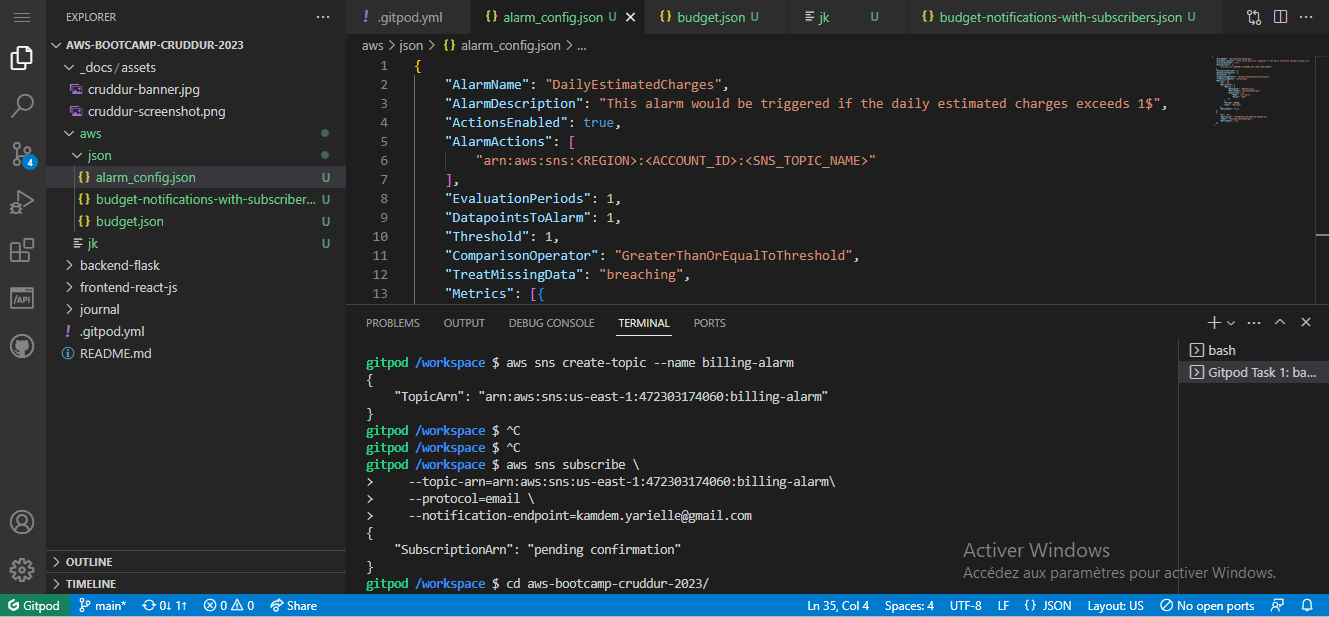 EXPLORER
···
AWS-BOOTCAMP-CRUDDUR-2023
_docs / assets
cruddur-banner.jpg
cruddur-screenshot.png
aws
json
{} alarm_config.json U
{} budget-notifications-with-subscriber... U
{} budget.json U
jk U
backend-flask
frontend-react-js
journal
! .gitpod.yml
README.md
OUTLINE
TIMELINE
4
/API
! .gitpod.yml
{} alarm_config.json U
{} budget.json U
jk U
{} budget-notifications-with-subscribers.json U
aws > json > {} alarm_config.json > ...
1 {
2 "AlarmName": "DailyEstimatedCharges",
3 "AlarmDescription": "This alarm would be triggered if the daily estimated charges exceeds 1$",
4 "ActionsEnabled": true,
5 "AlarmActions": [
6 "arn:aws:sns:<REGION>:<ACCOUNT_ID>:<SNS_TOPIC_NAME>"
7 ],
8 "EvaluationPeriods": 1,
9 "DatapointsToAlarm": 1,
10 "Threshold": 1,
11 "ComparisonOperator": "GreaterThanOrEqualToThreshold",
12 "TreatMissingData": "breaching",
13 "Metrics": [{
PROBLEMS OUTPUT DEBUG CONSOLE TERMINAL PORTS
gitpod /workspace $ aws sns create-topic --name billing-alarm
{
"TopicArn": "arn:aws:sns:us-east-1:472303174060:billing-alarm"
}
gitpod /workspace $ ^C
gitpod /workspace $ ^C
gitpod /workspace $ aws sns subscribe \
> --topic-arn=arn:aws:sns:us-east-1:472303174060:billing-alarm\
> --protocol=email \
> --notification-endpoint=kamdem.yarielle@gmail.com
{
"SubscriptionArn": "pending confirmation"
}
gitpod /workspace $ cd aws-bootcamp-cruddur-2023/
bash
Gitpod Task 1: ba...
Activer Windows
Accédez aux paramètres pour activer Windows.
Gitpod main* 0↓ 1↑ 0 0 Share Ln 35, Col 4 Spaces: 4 UTF-8 LF {} JSON Layout: US No open ports